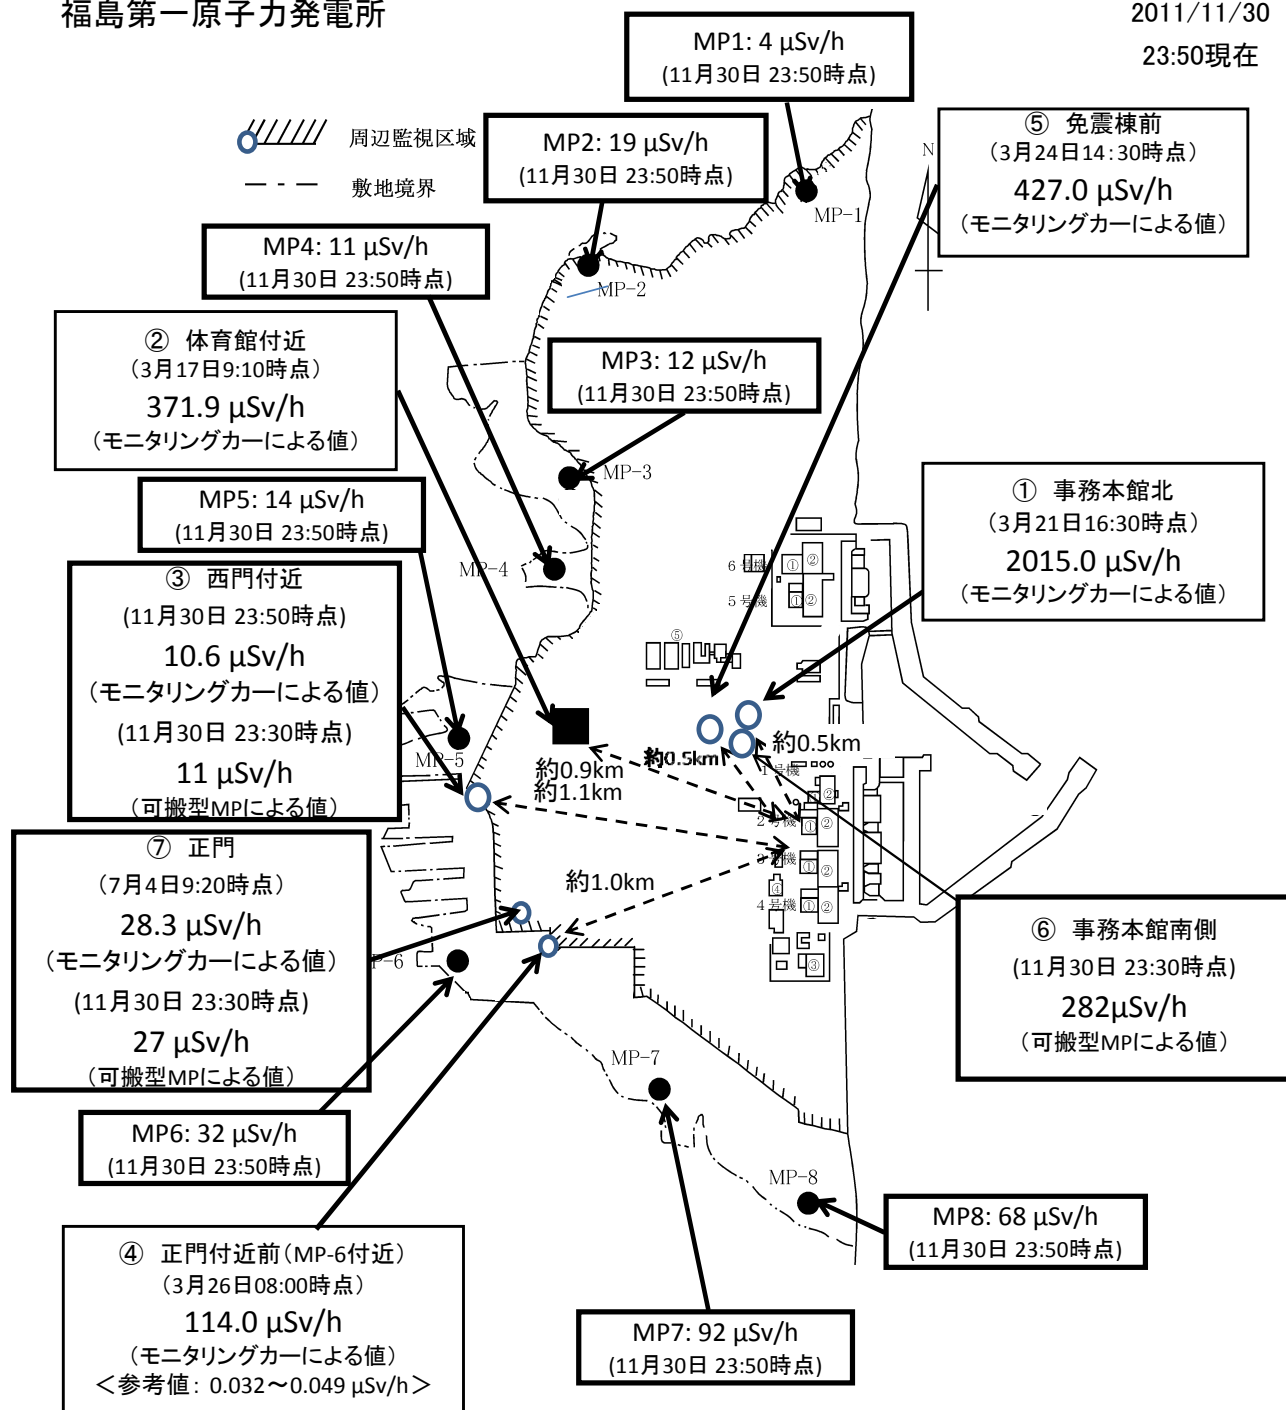 福島第一原子力発電所
2011/11/30
23:50現在
MP1: 4 μSv/h
(11月30日 23:50時点)
周辺監視区域
敷地境界
MP2: 19 μSv/h
(11月30日 23:50時点)
⑤ 免震棟前
(3月24日14:30時点)
427.0 μSv/h
(モニタリングカーによる値)
N
MP-1
MP4: 11 μSv/h
(11月30日 23:50時点)
MP-2
② 体育館付近
(3月17日9:10時点)
371.9 μSv/h
(モニタリングカーによる値)
MP3: 12 μSv/h
(11月30日 23:50時点)
MP-3
MP5: 14 μSv/h
(11月30日 23:50時点)
① 事務本館北
(3月21日16:30時点)
2015.0 μSv/h
(モニタリングカーによる値)
MP-4
6号機
① ②
5号機
① ②
③ 西門付近
(11月30日 23:50時点)
10.6 μSv/h
(モニタリングカーによる値)
(11月30日 23:30時点)
11 μSv/h
(可搬型MPによる値)
⑤
MP-5
約0.9km
約1.1km
約0.5km
約0.5km
1号機
① ②
2号機
① ②
3号機
① ②
④
4号機
① ②
③
約1.0km
⑦ 正門
(7月4日9:20時点)
28.3 μSv/h
(モニタリングカーによる値)
(11月30日 23:30時点)
27 μSv/h
(可搬型MPによる値)
P-6
⑥ 事務本館南側
(11月30日 23:30時点)
282μSv/h
(可搬型MPによる値)
MP-7
MP6: 32 μSv/h
(11月30日 23:50時点)
MP-8
MP8: 68 μSv/h
(11月30日 23:50時点)
④ 正門付近前(MP-6付近)
(3月26日08:00時点)
114.0 μSv/h
(モニタリングカーによる値)
<参考値: 0.032~0.049 μSv/h>
MP7: 92 μSv/h
(11月30日 23:50時点)